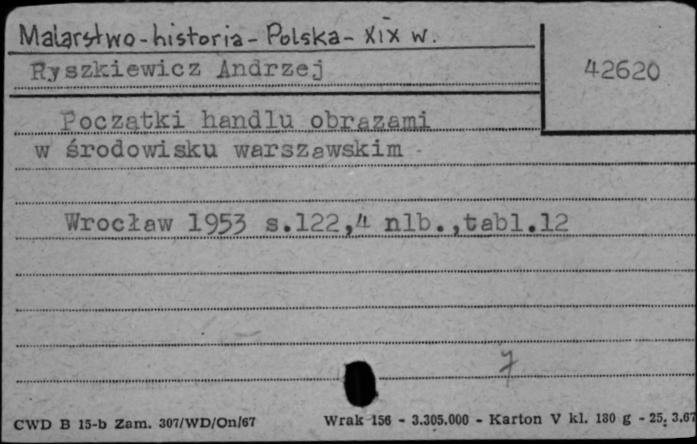 Malarstwo-historia-Polska-XIX w.
Ryszkiewicz Andrzej
42620
Początki handlu obrazami
w środowisku warszawskim
Wrocław 1953 s.122,4 nlb.,tabl.12
7
CWD B 15-b Zam. 307/WD/On/67 Wrak 156 - 3.305.000 - Karton V kl. 180 g - 25. 3.67